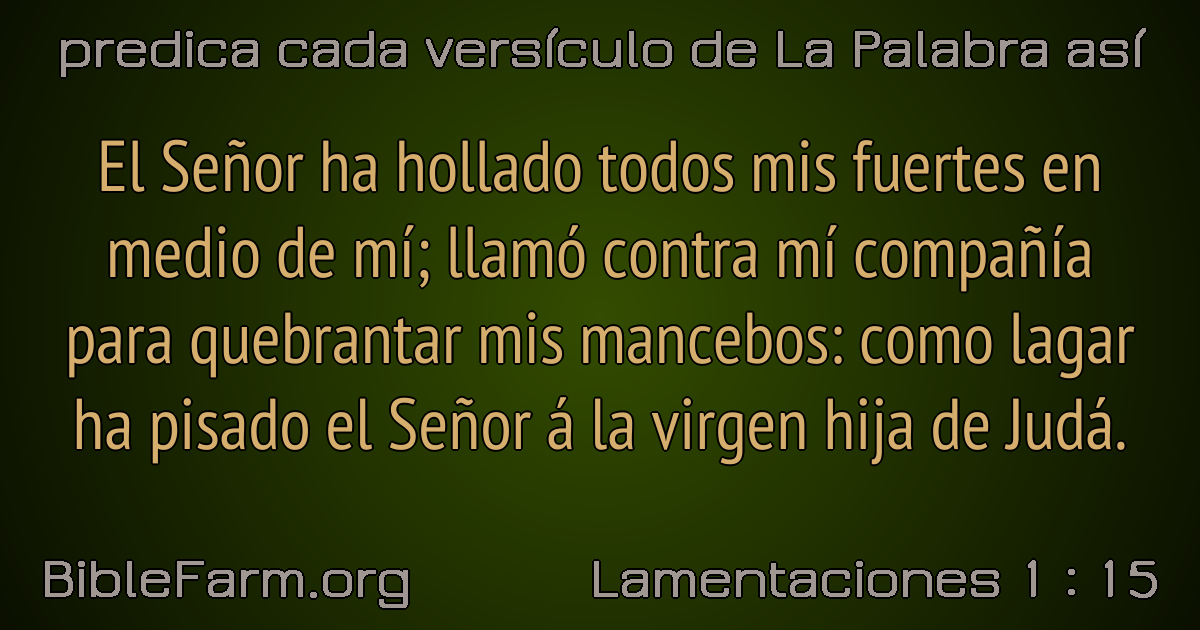 predica cada versículo de La Palabra así
El Señor ha hollado todos mis fuertes en
medio de mí; llamó contra mí compañía
para quebrantar mis mancebos: como lagar
ha pisado el Señor á la virgen hija de Judá.
BibleFarm.org
Lamentaciones 1 : 15